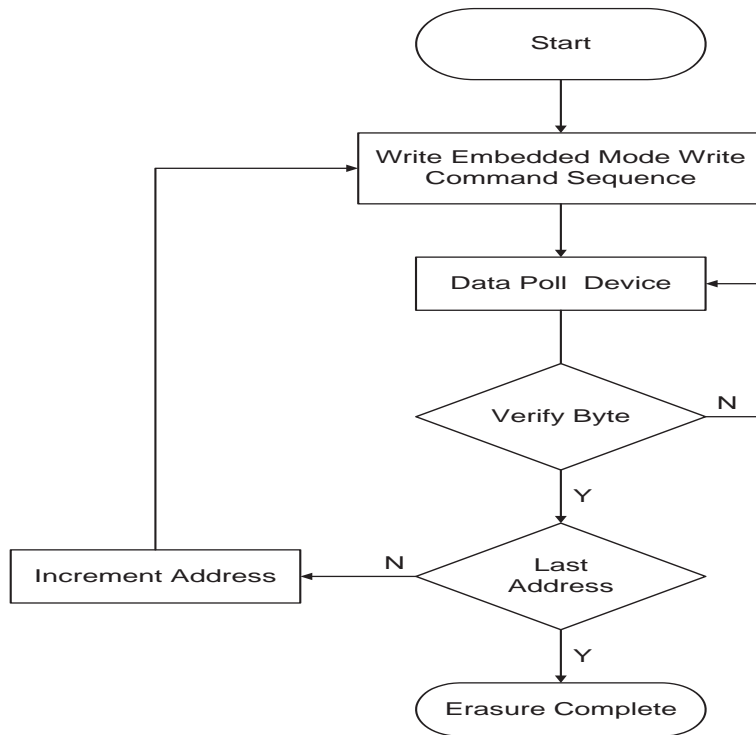 Start
Write Embedded Mode Write
Command Sequence
Data Poll Device
Verify Byte
N
Y
Increment Address
N
Last
Address
Y
Erasure Complete